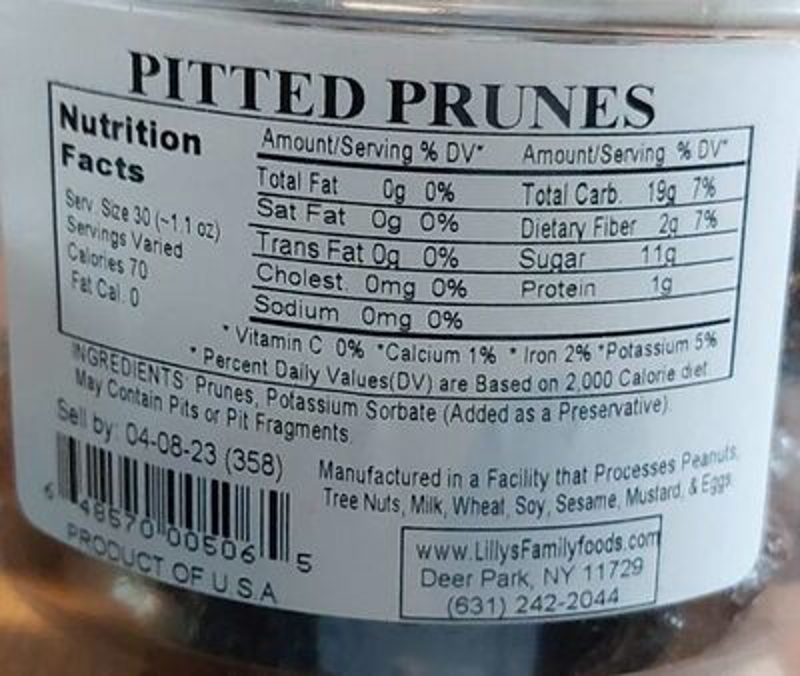 PITTED PRUNES
Nutrition
Facts
Serv. Size 30 (~1.1 oz)
Servings Varied
Calories 70
Fat Cal. 0
Amount/Serving % DV*
Total Fat 0g 0%
Sat Fat 0g 0%
Trans Fat 0g 0%
Cholest. 0mg 0%
Sodium 0mg 0%
Amount/Serving % DV*
Total Carb. 19g 7%
Dietary Fiber 2g 7%
Sugar 11g
Protein 1g
* Vitamin C 0% *Calcium 1% * Iron 2% *Potassium 5%
* Percent Daily Values(DV) are Based on 2,000 Calorie diet
INGREDIENTS: Prunes, Potassium Sorbate (Added as a Preservative)
May Contain Pits or Pit Fragments.
Sell by: 04-08-23 (358)
Manufactured in a Facility that Processes Peanuts,
Tree Nuts, Milk, Wheat, Soy, Sesame, Mustard, & Eggs.
6 48570 00506 5
PRODUCT OF U.S.A
www.LillysFamilyfoods.com
Deer Park, NY 11729
(631) 242-2044